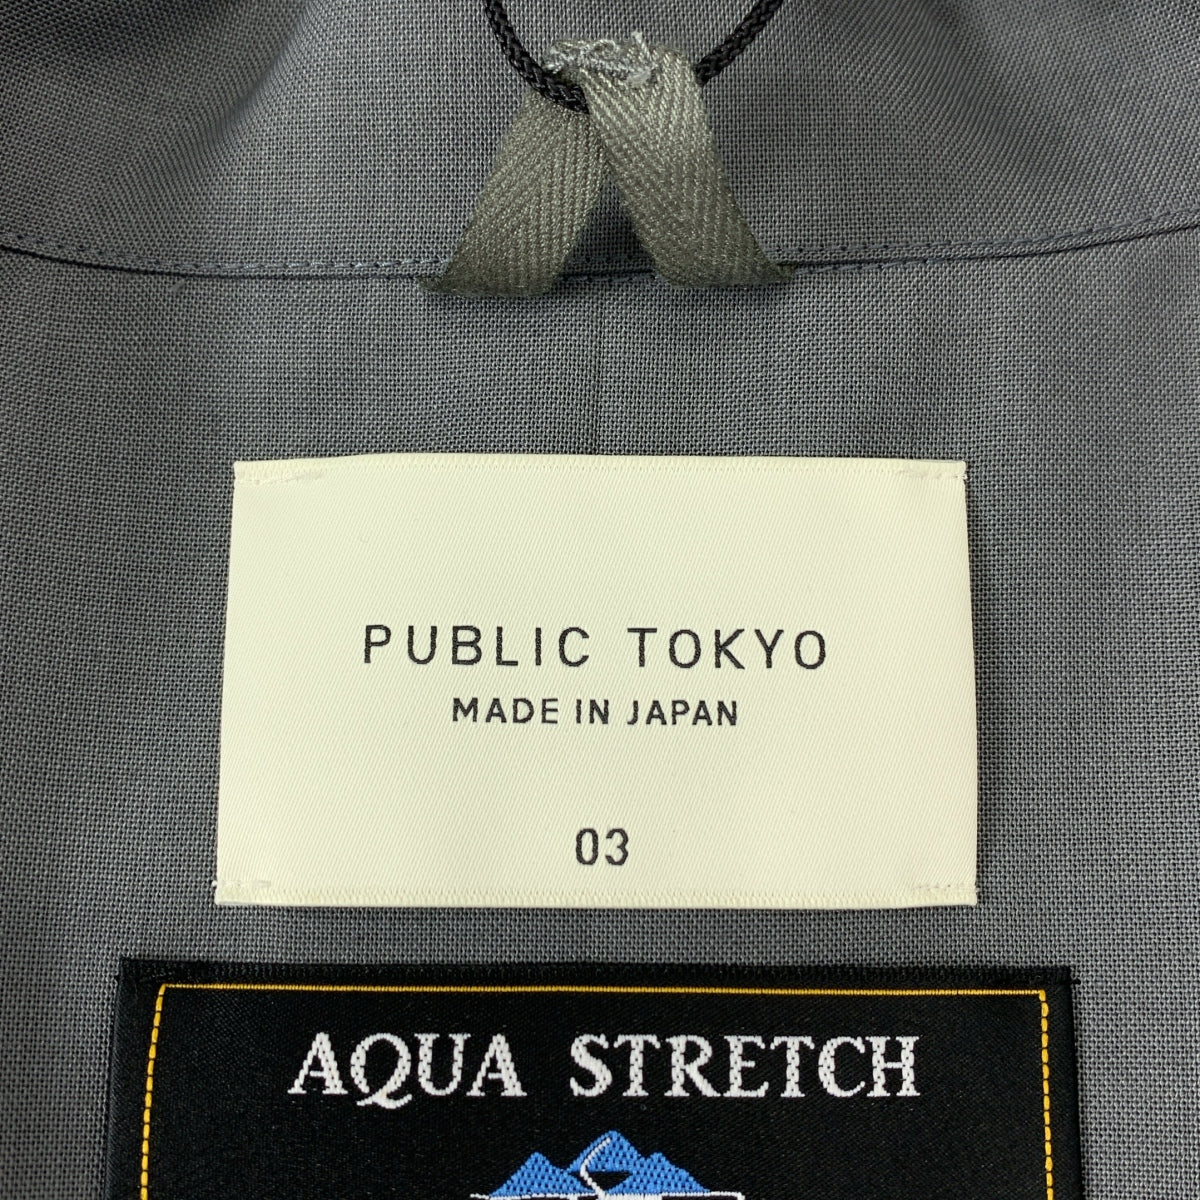 PUBLIC TOKYO
MADE IN JAPAN
03
AQUA STRETCH